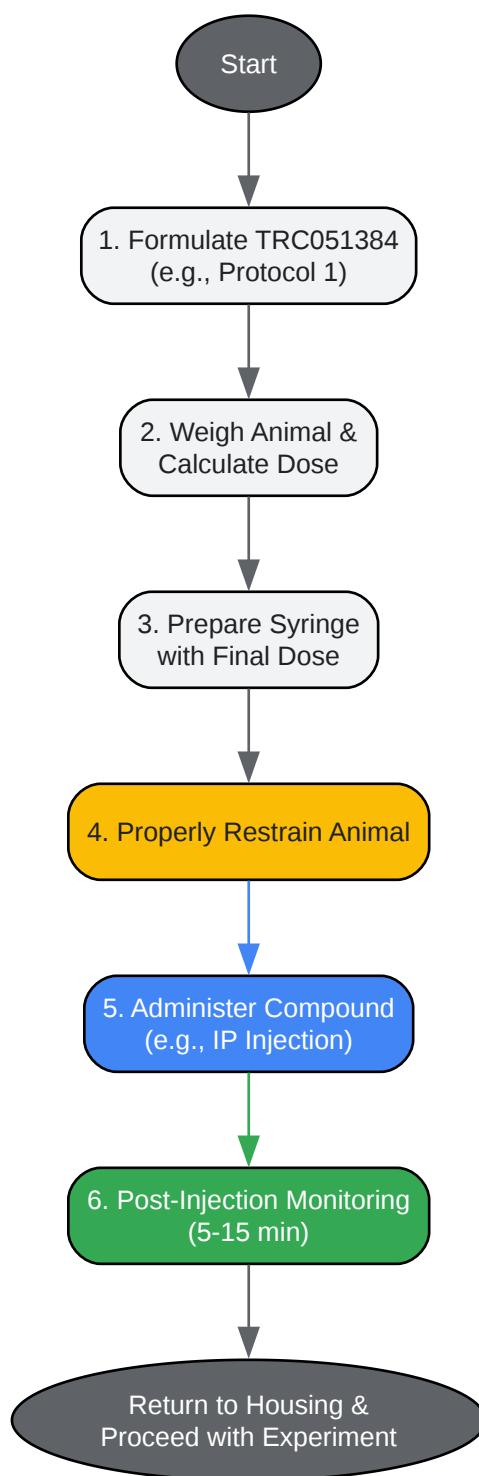 Start
1. Formulate TRC051384
(e.g., Protocol 1)
2. Weigh Animal &
Calculate Dose
3. Prepare Syringe
with Final Dose
4. Properly Restrain Animal
5. Administer Compound
(e.g., IP Injection)
6. Post-Injection Monitoring
(5-15 min)
Return to Housing &
Proceed with Experiment